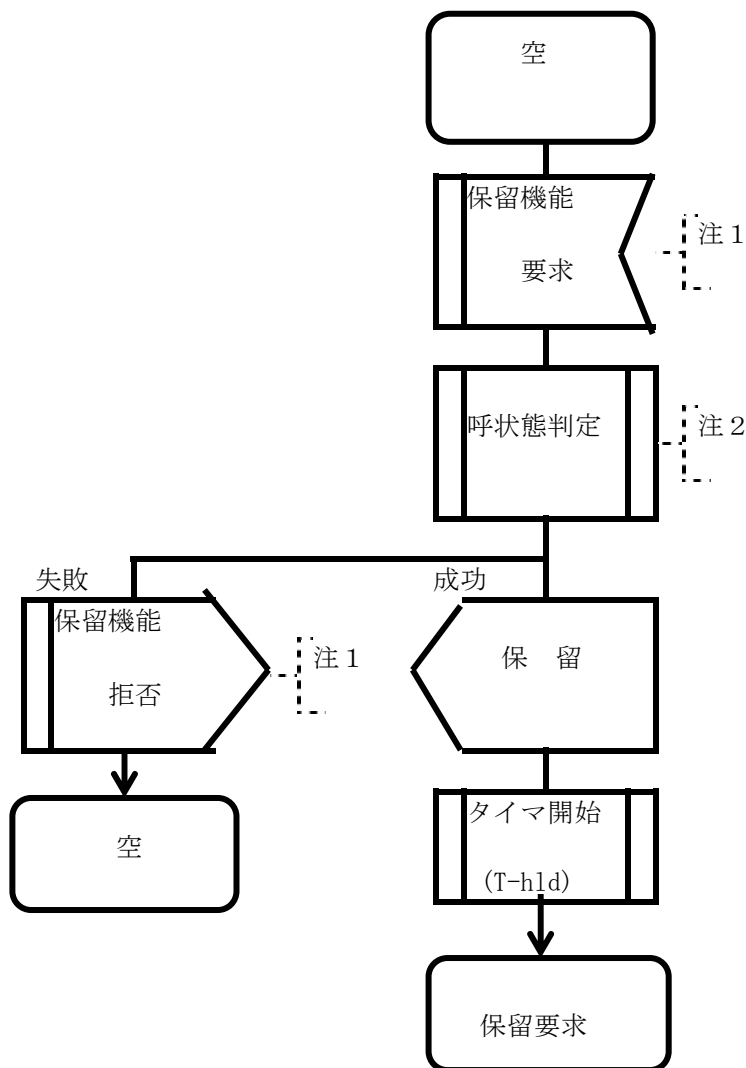 空
保留機能
注１
要求
呼状態判定
注２
失敗
成功
保留機能
注１
保　留
拒否
タイマ開始
空
(T-hld)
保留要求